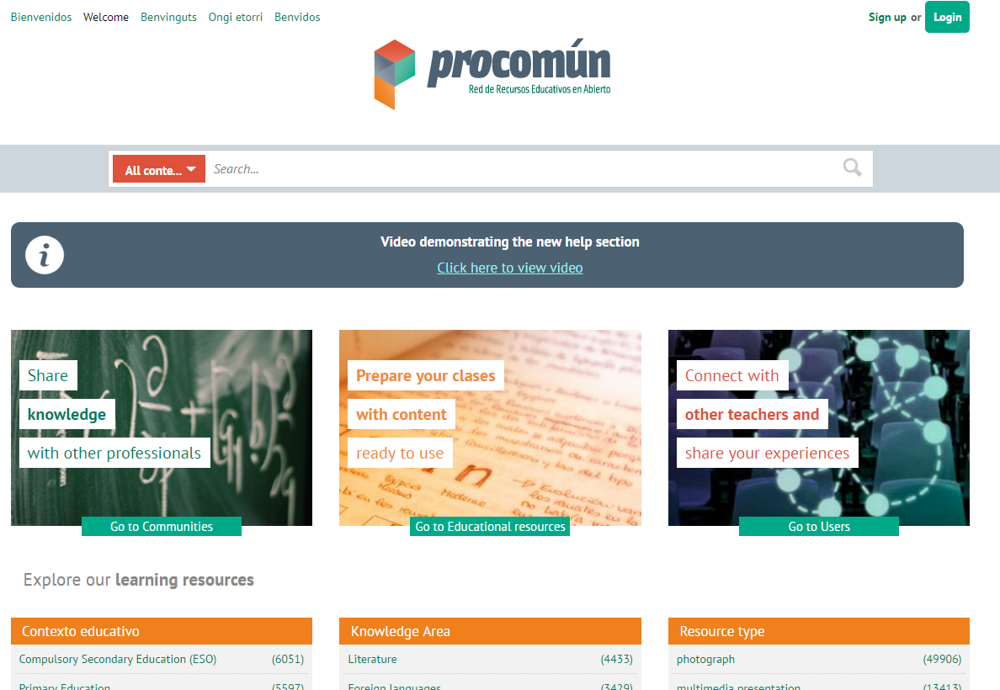 Bienvenidos Welcome Benvinguts Ongi etorri Benvidos
Sign up or Login
procomún
Red de Recursos Educativos en Abierto
All conte... Search...
Video demonstrating the new help section
Click here to view video
Share
knowledge
with other professionals
Go to Communities
Prepare your clases
with content
ready to use
Go to Educational resources
Connect with
other teachers and
share your experiences
Go to Users
Explore our learning resources
Contexto educativo
Compulsory Secondary Education (ESO) (6051)
Primary Education (5597)
Knowledge Area
Literature (4433)
Foreign languages (3429)
Resource type
photograph (49906)
multimedia presentation (13413)